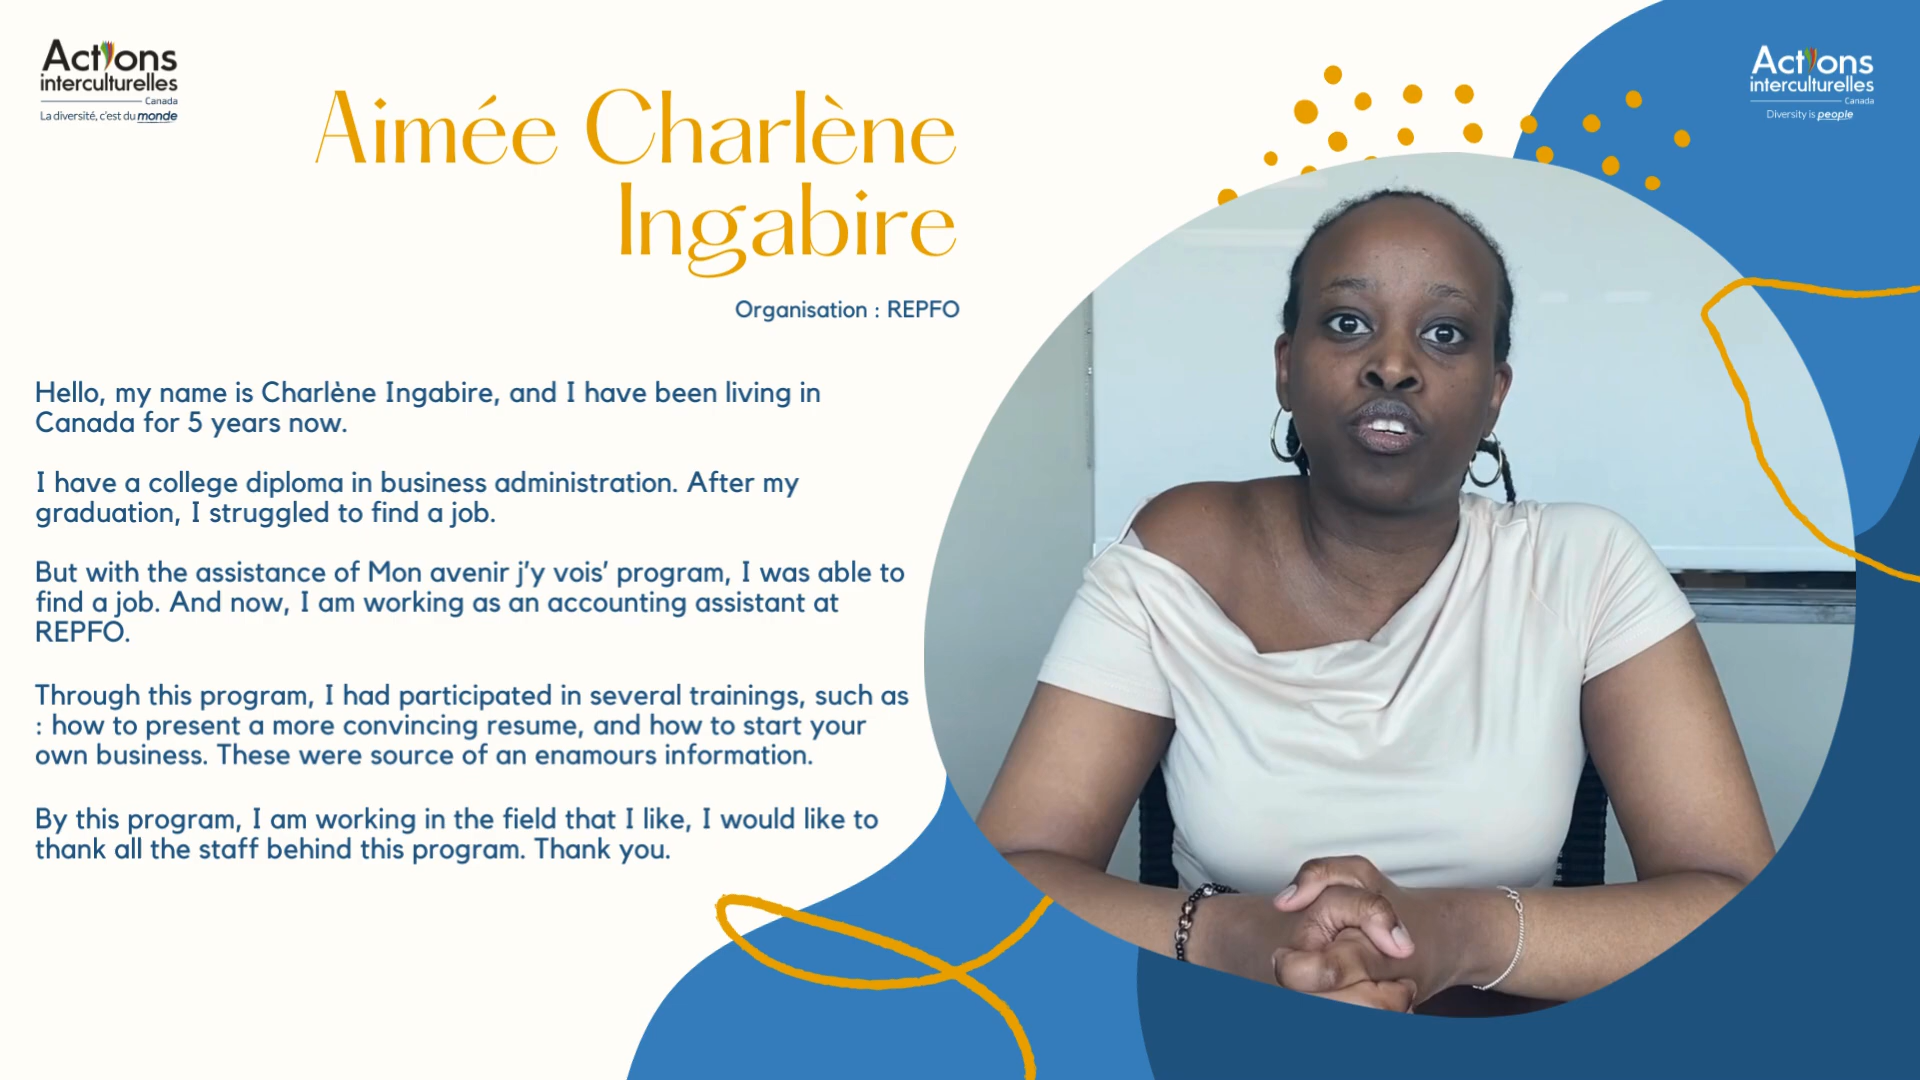 Actions
interculturelles
Canada
La diversité, c'est du monde
Actions
interculturelles
Canada
Diversity is people
Aimée Charlène
Ingabire
Organisation : REPFO
Hello, my name is Charlène Ingabire, and I have been living in
Canada for 5 years now.
I have a college diploma in business administration. After my
graduation, I struggled to find a job.
But with the assistance of Mon avenir j’y vois’ program, I was able to
find a job. And now, I am working as an accounting assistant at
REPFO.
Through this program, I had participated in several trainings, such as
: how to present a more convincing resume, and how to start your
own business. These were source of an enamours information.
By this program, I am working in the field that I like, I would like to
thank all the staff behind this program. Thank you.